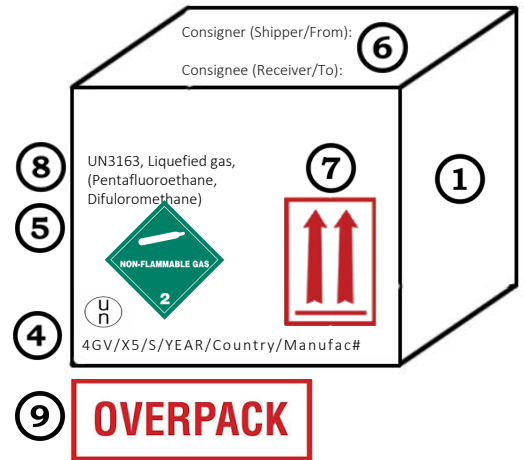 Consigner (Shipper/From):
6
Consignee (Receiver/To):
8
UN3163, Liquefied gas,
(Pentafluoroethane,
Difuloromethane)
7
1
5
NON-FLAMMABLE GAS
2
un
4
4GV/X5/S/YEAR/Country/Manufac#
9
OVERPACK